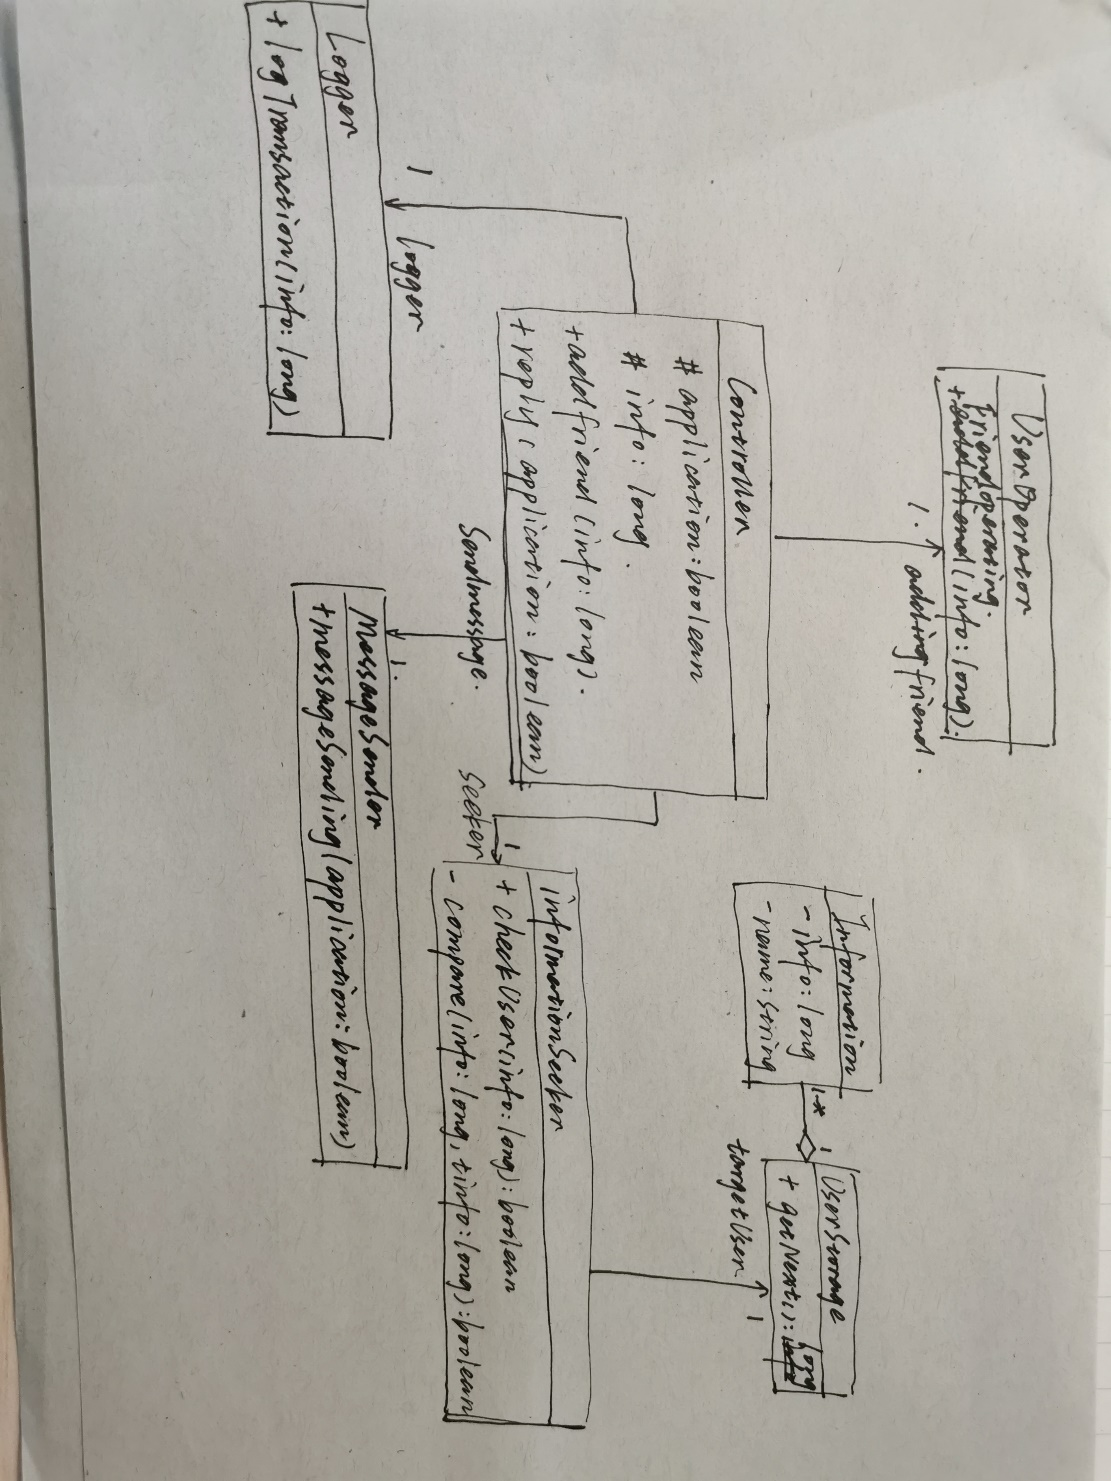 UserOperator
friendoperating.
+ addfriend(info: long).
1.
adding friend.
Controller
# application: boolean
# info: long.
+ addfriend(info: long).
+ reply(application: boolean).
1
Logger
Logger
+ logTransaction(info: long)
Sendmessage.
1.
MessageSender
+ messageSending(application: boolean)
Seeker
1
informationSeeker
+ checkUser(info: long): boolean
- compare(info: long, tinfo: long): boolean
Information
- info: long
- name: string
1..*
1
UserStorage
+ getNext(): long
targetUser
1